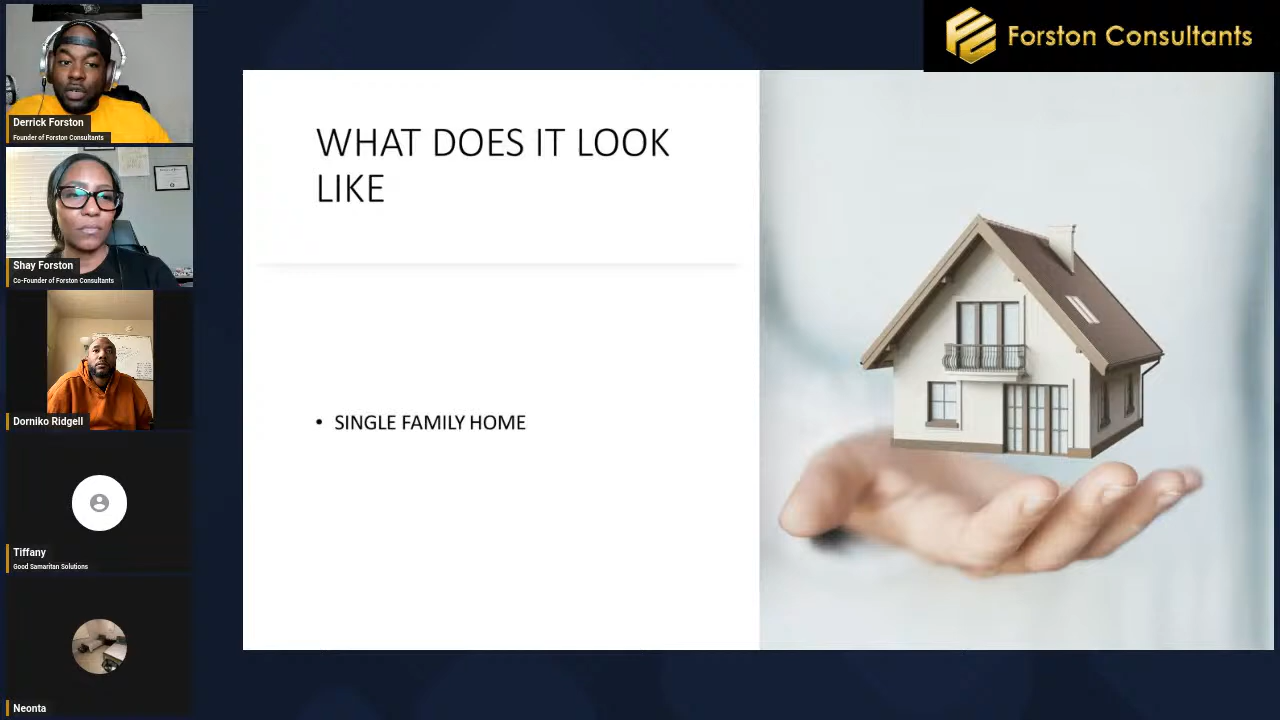 Forston Consultants
WHAT DOES IT LOOK
LIKE
• SINGLE FAMILY HOME
Derrick Forston
Founder of Forston Consultants
Shay Forston
Co-Founder of Forston Consultants
Dorniko Ridgell
Tiffany
Good Samaritan Solutions
Neonta